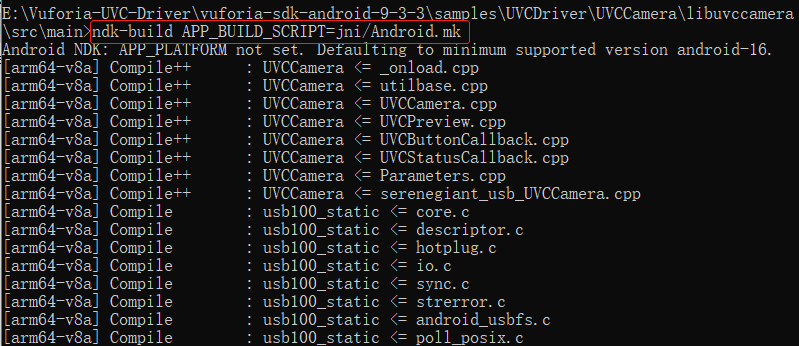 E:\Vuforia-UVC-Driver\vuforia-sdk-android-9-3-3\samples\UVCDriver\UVCCamera\libuvccamera
\src\main>ndk-build APP_BUILD_SCRIPT=jni/Android.mk
Android NDK: APP_PLATFORM not set. Defaulting to minimum supported version android-16.
[arm64-v8a] Compile++      : UVCCamera <= _onload.cpp
[arm64-v8a] Compile++      : UVCCamera <= utilbase.cpp
[arm64-v8a] Compile++      : UVCCamera <= UVCCamera.cpp
[arm64-v8a] Compile++      : UVCCamera <= UVCPreview.cpp
[arm64-v8a] Compile++      : UVCCamera <= UVCButtonCallback.cpp
[arm64-v8a] Compile++      : UVCCamera <= UVCStatusCallback.cpp
[arm64-v8a] Compile++      : UVCCamera <= Parameters.cpp
[arm64-v8a] Compile++      : UVCCamera <= serenegiant_usb_UVCCamera.cpp
[arm64-v8a] Compile        : usb100_static <= core.c
[arm64-v8a] Compile        : usb100_static <= descriptor.c
[arm64-v8a] Compile        : usb100_static <= hotplug.c
[arm64-v8a] Compile        : usb100_static <= io.c
[arm64-v8a] Compile        : usb100_static <= sync.c
[arm64-v8a] Compile        : usb100_static <= strerror.c
[arm64-v8a] Compile        : usb100_static <= android_usbfs.c
[arm64-v8a] Compile        : usb100_static <= poll_posix.c